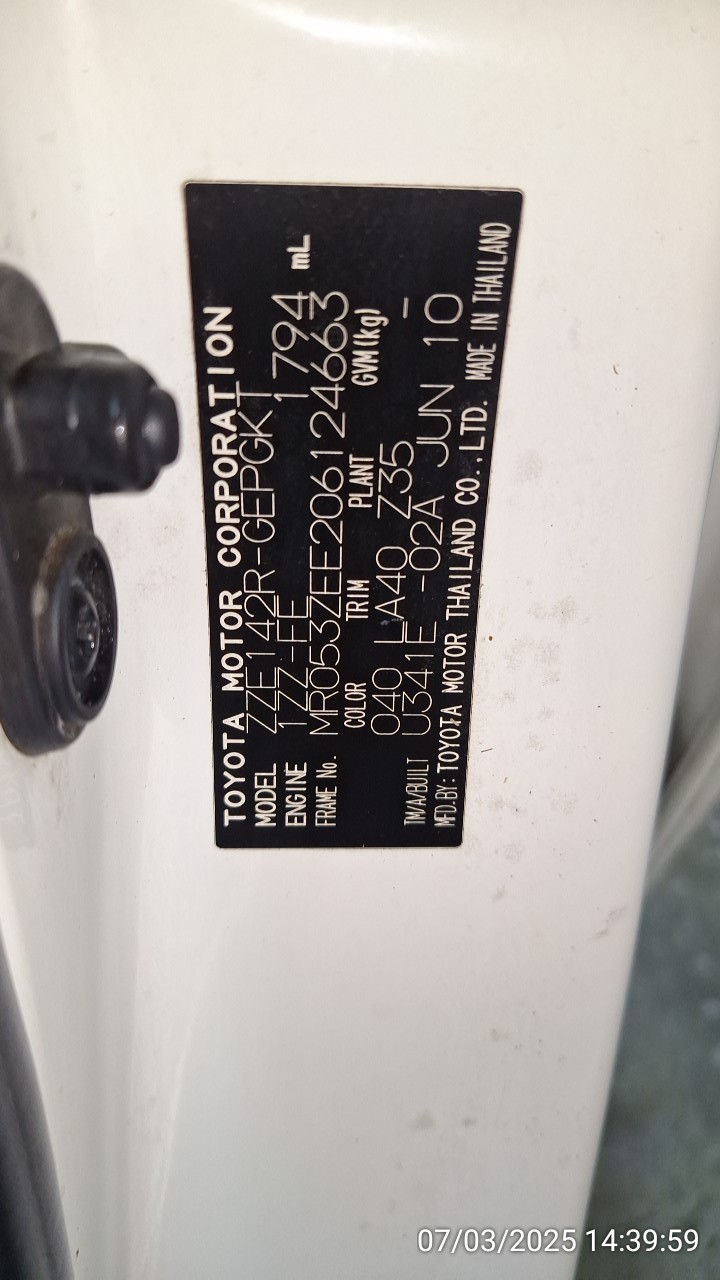 TOYOTA MOTOR CORPORATION
MODEL ZZE142R-GEPGKT
ENGINE 1ZZ-FE 1794 mL
FRAME No. MR053ZEE206124663
COLOR TRIM PLANT GVM(kg)
040 LA40 Z35 -
TM/A/BUILT U341E -02A JUN 10
MFD.BY: TOYOTA MOTOR THAILAND CO.,LTD. MADE IN THAILAND
07/03/2025 14:39:59